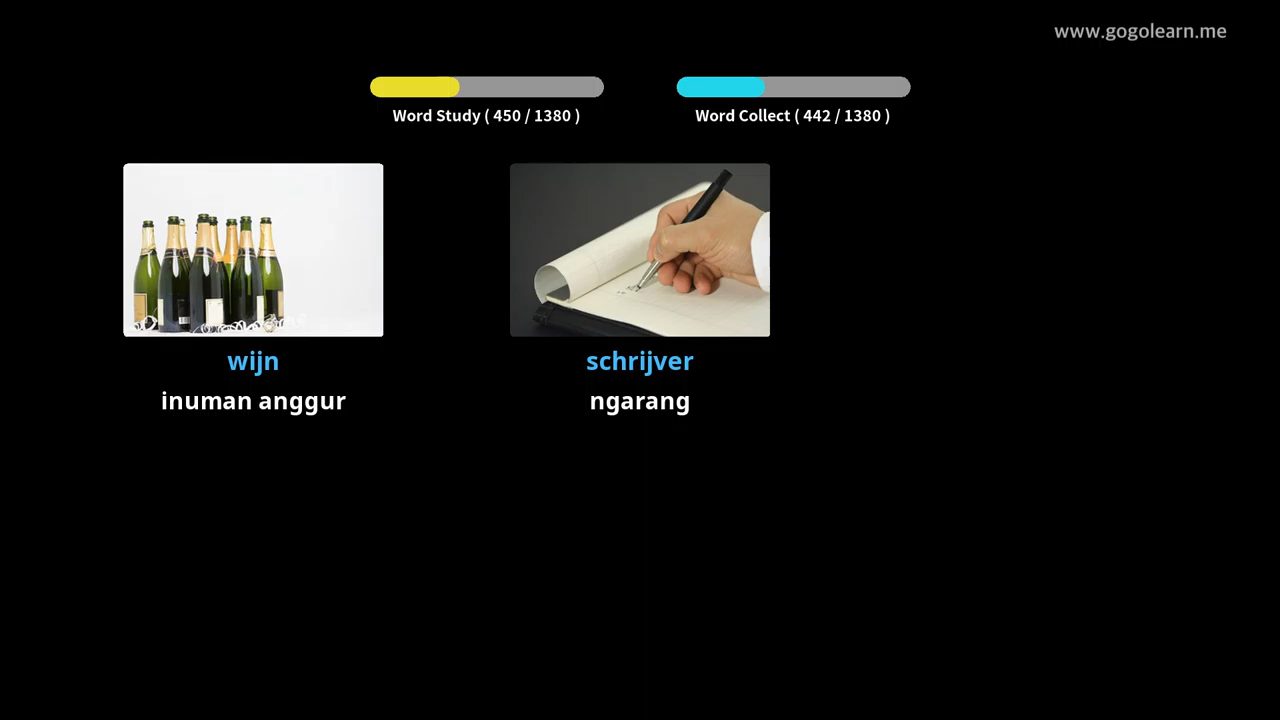 www.gogolearn.me
Word Study ( 450 / 1380 )
Word Collect ( 442 / 1380 )
wijn
schrijver
inuman anggur
ngarang